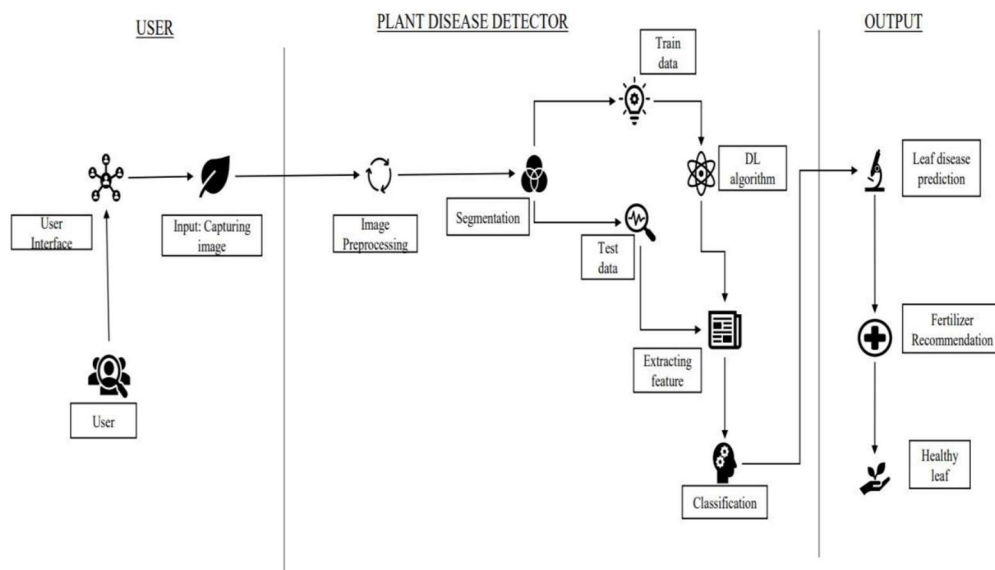 USER
PLANT DISEASE DETECTOR
OUTPUT
Train
data
DL
algorithm
Leaf disease
prediction
User
Interface
Input: Capturing
image
Image
Preprocessing
Segmentation
Test
data
Fertilizer
Recommendation
Extracting
feature
User
Healthy
leaf
Classification